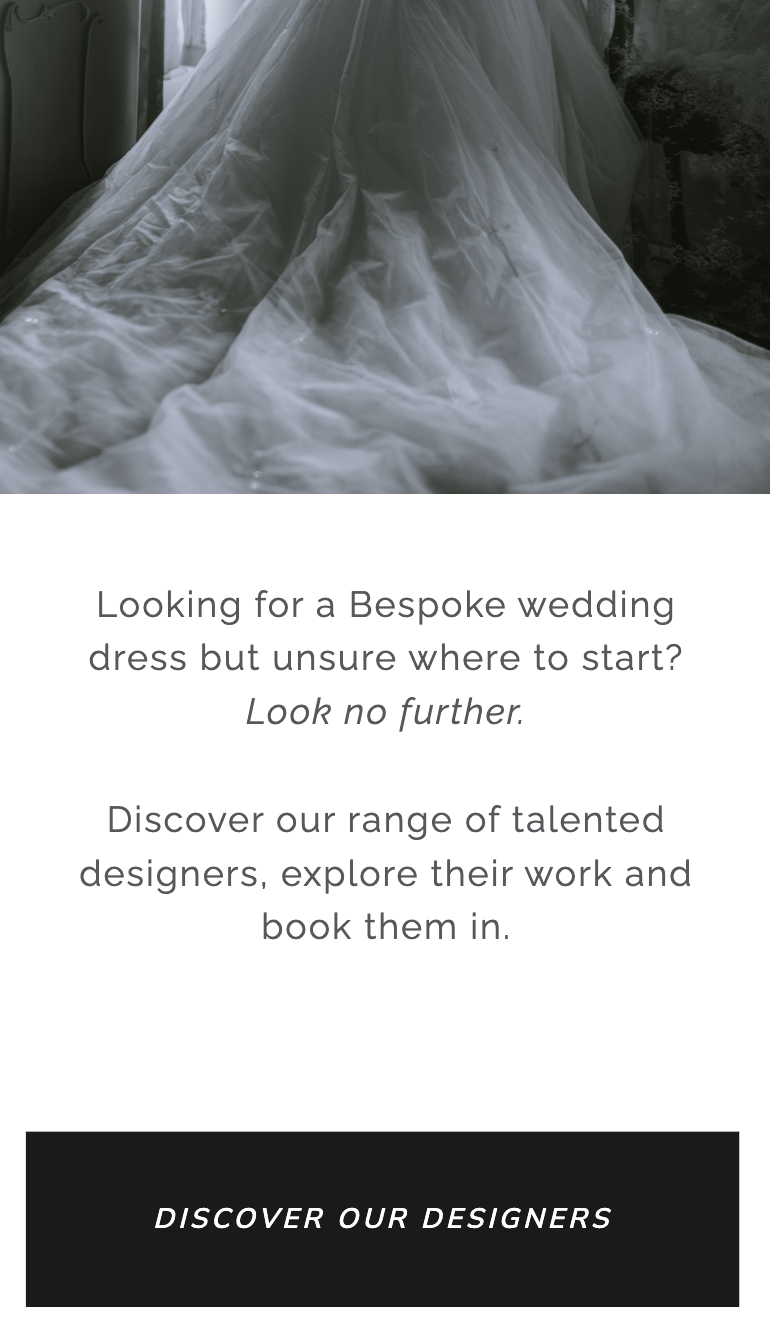 Looking for a Bespoke wedding
dress but unsure where to start?
Look no further.
Discover our range of talented
designers, explore their work and
book them in.
DISCOVER OUR DESIGNERS